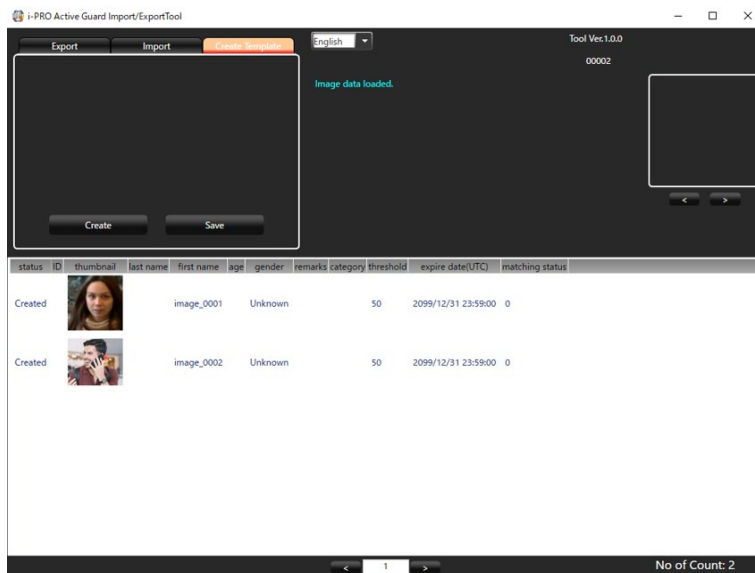 i-PRO Active Guard Import/ExportTool
Export Import Create Template English Tool Ver.1.0.0
00002
Image data loaded.
< >
Create Save
status ID thumbnail last name first name age gender remarks category threshold expire date(UTC) matching status
Created image_0001 Unknown 50 2099/12/31 23:59:00 0
Created image_0002 Unknown 50 2099/12/31 23:59:00 0
< 1 > No of Count: 2